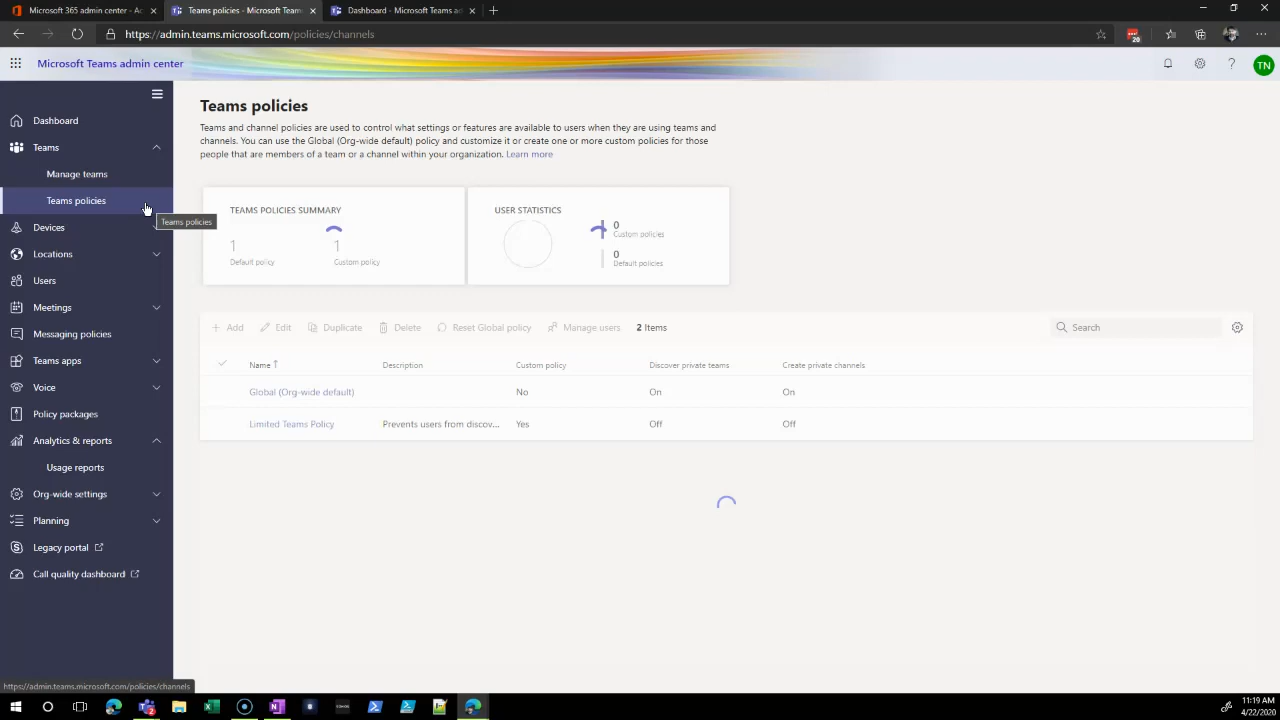 Microsoft 365 admin center - Ac
Teams policies - Microsoft Team
Dashboard - Microsoft Teams ad
https://admin.teams.microsoft.com/policies/channels
20
Microsoft Teams admin center
TN
Dashboard
Teams
Manage teams
Teams policies
Teams policies
Devices
Locations
Users
Meetings
Messaging policies
Teams apps
Voice
Policy packages
Analytics & reports
Usage reports
Org-wide settings
Planning
Legacy portal
Call quality dashboard
https://admin.teams.microsoft.com/policies/channels
Teams policies
Teams and channel policies are used to control what settings or features are available to users when they are using teams and
channels. You can use the Global (Org-wide default) policy and customize it or create one or more custom policies for those
people that are members of a team or a channel within your organization. Learn more
TEAMS POLICIES SUMMARY
1
Default policy
1
Custom policy
USER STATISTICS
0
Custom policies
0
Default policies
Add Edit Duplicate Delete Reset Global policy Manage users 2 Items Search
Name ↑ Description Custom policy Discover private teams Create private channels
Global (Org-wide default) No On On
Limited Teams Policy Prevents users from discov... Yes Off Off
11:19 AM
4/22/2020